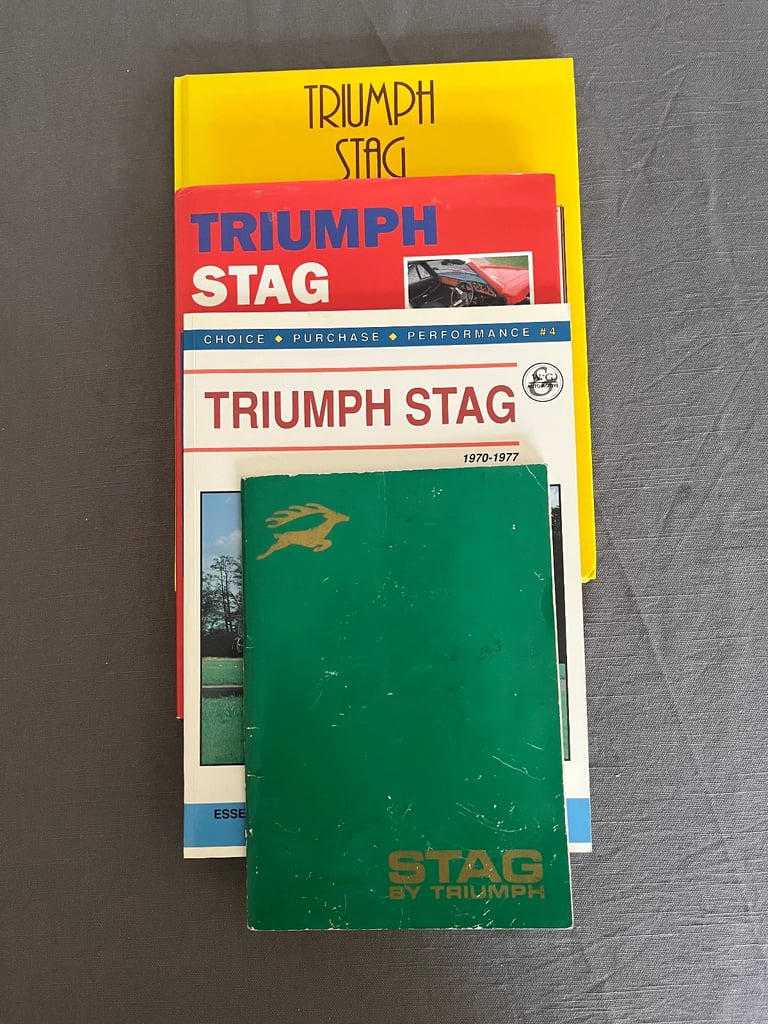 TRIUMPH
STAG
TRIUMPH
STAG
CHOICE ◆ PURCHASE ◆ PERFORMANCE #4
TRIUMPH STAG
1970-1977
ESSE
STAG
BY TRIUMPH